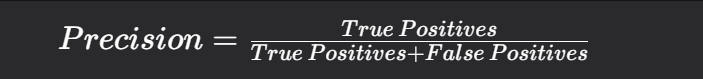 Precision = True Positives / True Positives+False Positives